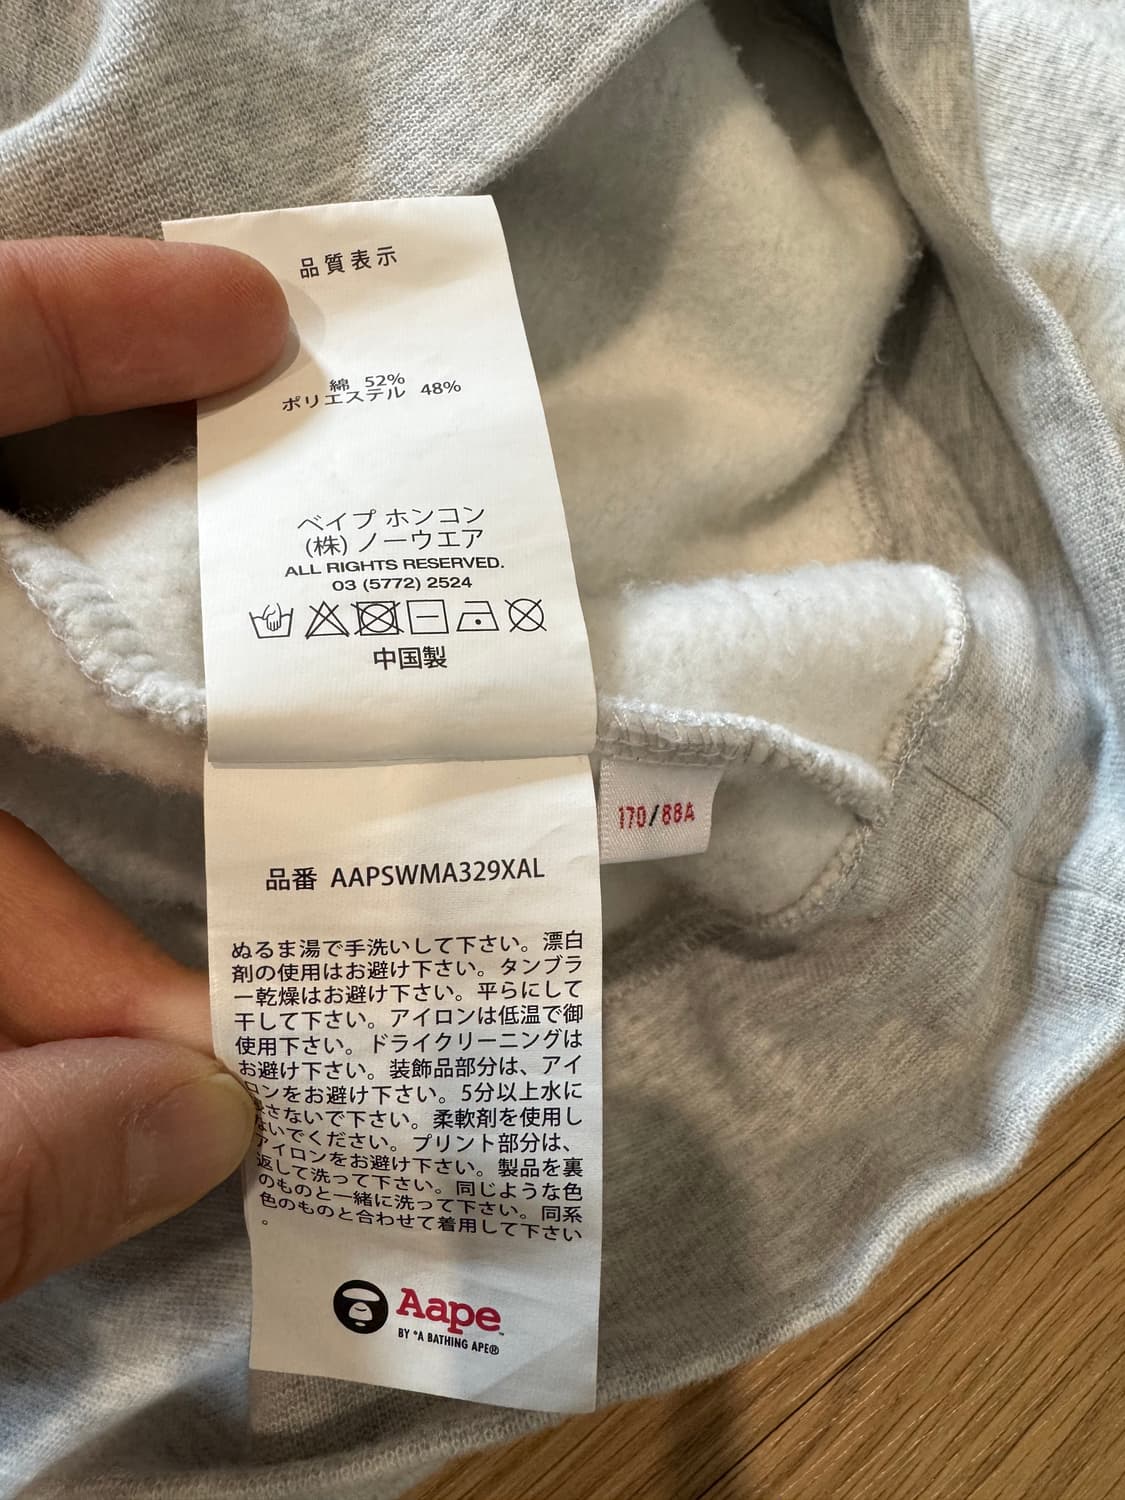 品質表示
綿 52%
ポリエステル 48%
ベイプ ホンコン
(株) ノーウエア
ALL RIGHTS RESERVED.
03 (5772) 2524
中国製
170/88A
品番 AAPSWMA329XAL
ぬるま湯で手洗いして下さい。漂白
剤の使用はお避け下さい。タンブラ
ー乾燥はお避け下さい。平らにして
干して下さい。アイロンは低温で御
使用下さい。ドライクリーニングは
お避け下さい。装飾品部分は、アイ
ロンをお避け下さい。5分以上水に
さないで下さい。柔軟剤を使用し
ないでください。プリント部分は、
アイロンをお避け下さい。製品を裏
返して洗って下さい。同じような色
のものと一緒に洗って下さい。同系
色のものと合わせて着用して下さい
。
Aape
BY *A BATHING APE®